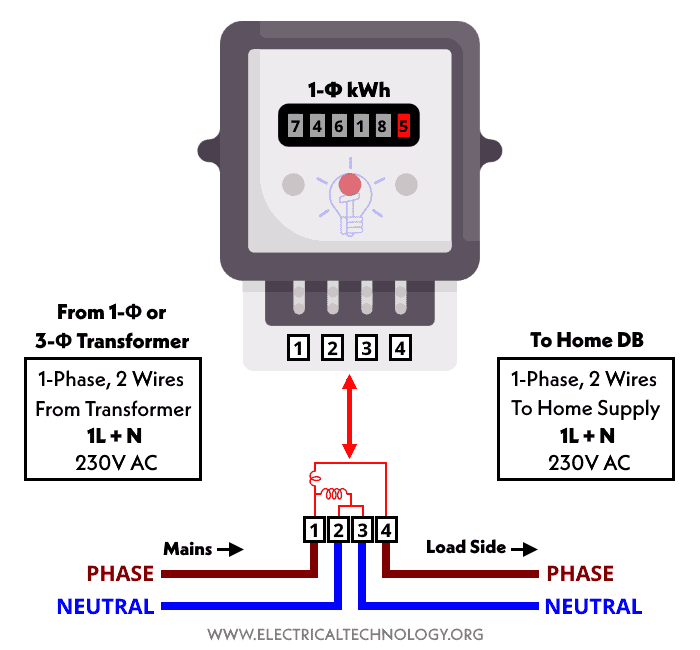 1-Φ kWh
7 4 6 1 8 5
From 1-Φ or
3-Φ Transformer
1-Phase, 2 Wires
From Transformer
1L + N
230V AC
To Home DB
1-Phase, 2 Wires
To Home Supply
1L + N
230V AC
1 2 3 4
1 2 3 4
Mains
Load Side
PHASE
PHASE
NEUTRAL
NEUTRAL
WWW.ELECTRICALTECHNOLOGY.ORG